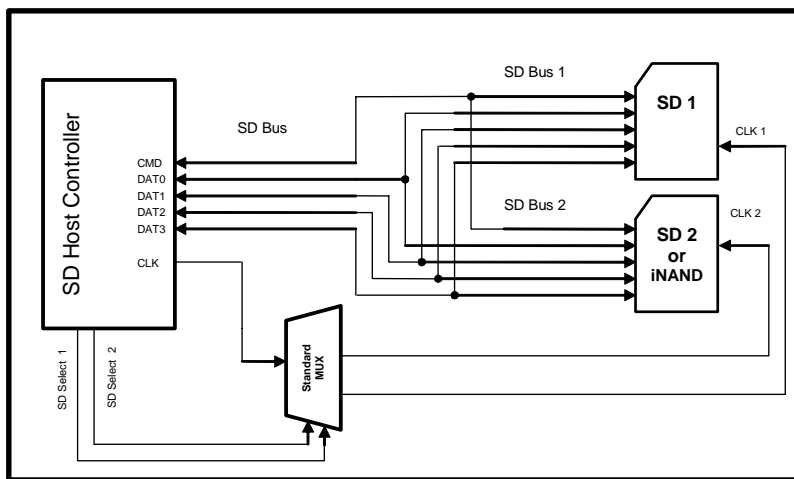 SD Bus 1
SD 1
CLK 1
SD Bus
SD Host Controller
CMD
DAT0
DAT1
DAT2
DAT3
CLK
SD Bus 2
CLK 2
SD 2
or
iNAND
Standard
MUX
SD Select 1
SD Select 2